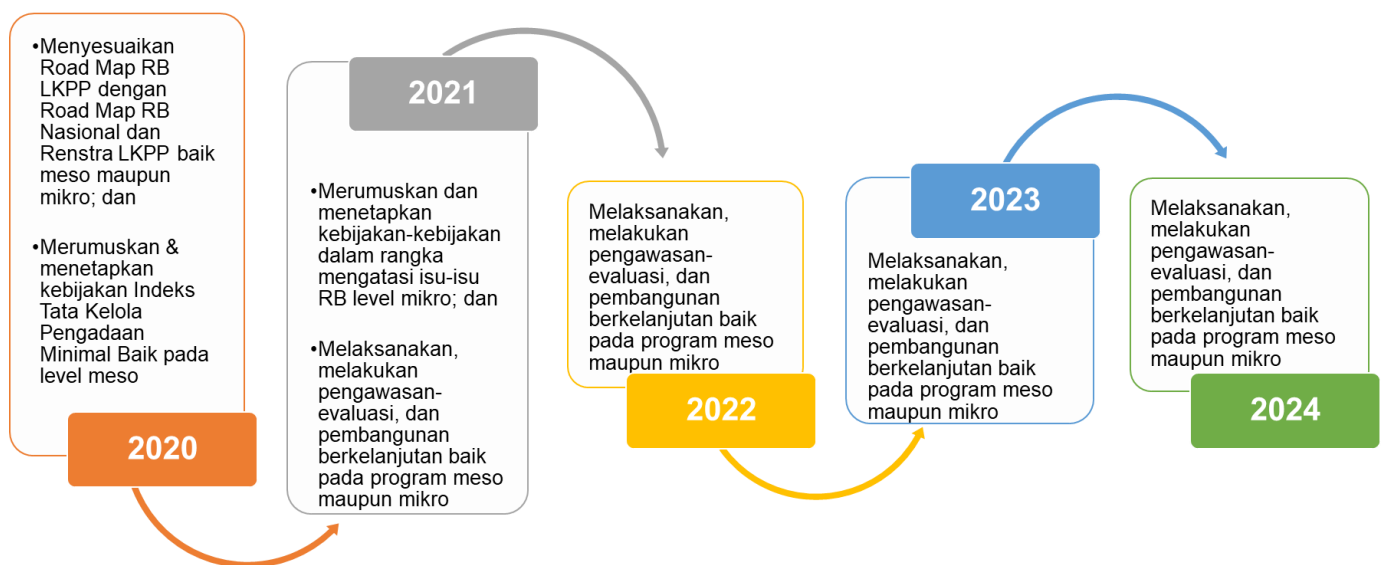 •Menyesuaikan
Road Map RB
LKPP dengan
Road Map RB
Nasional dan
Renstra LKPP baik
meso maupun
mikro; dan
•Merumuskan &
menetapkan
kebijakan Indeks
Tata Kelola
Pengadaan
Minimal Baik pada
level meso
2020
2021
•Merumuskan dan
menetapkan
kebijakan-kebijakan
dalam rangka
mengatasi isu-isu
RB level mikro; dan
•Melaksanakan,
melakukan
pengawasan-
evaluasi, dan
pembangunan
berkelanjutan baik
pada program meso
maupun mikro
Melaksanakan,
melakukan
pengawasan-
evaluasi, dan
pembangunan
berkelanjutan baik
pada program meso
maupun mikro
2022
2023
Melaksanakan,
melakukan
pengawasan-
evaluasi, dan
pembangunan
berkelanjutan baik
pada program meso
maupun mikro
Melaksanakan,
melakukan
pengawasan-
evaluasi, dan
pembangunan
berkelanjutan baik
pada program meso
maupun mikro
2024